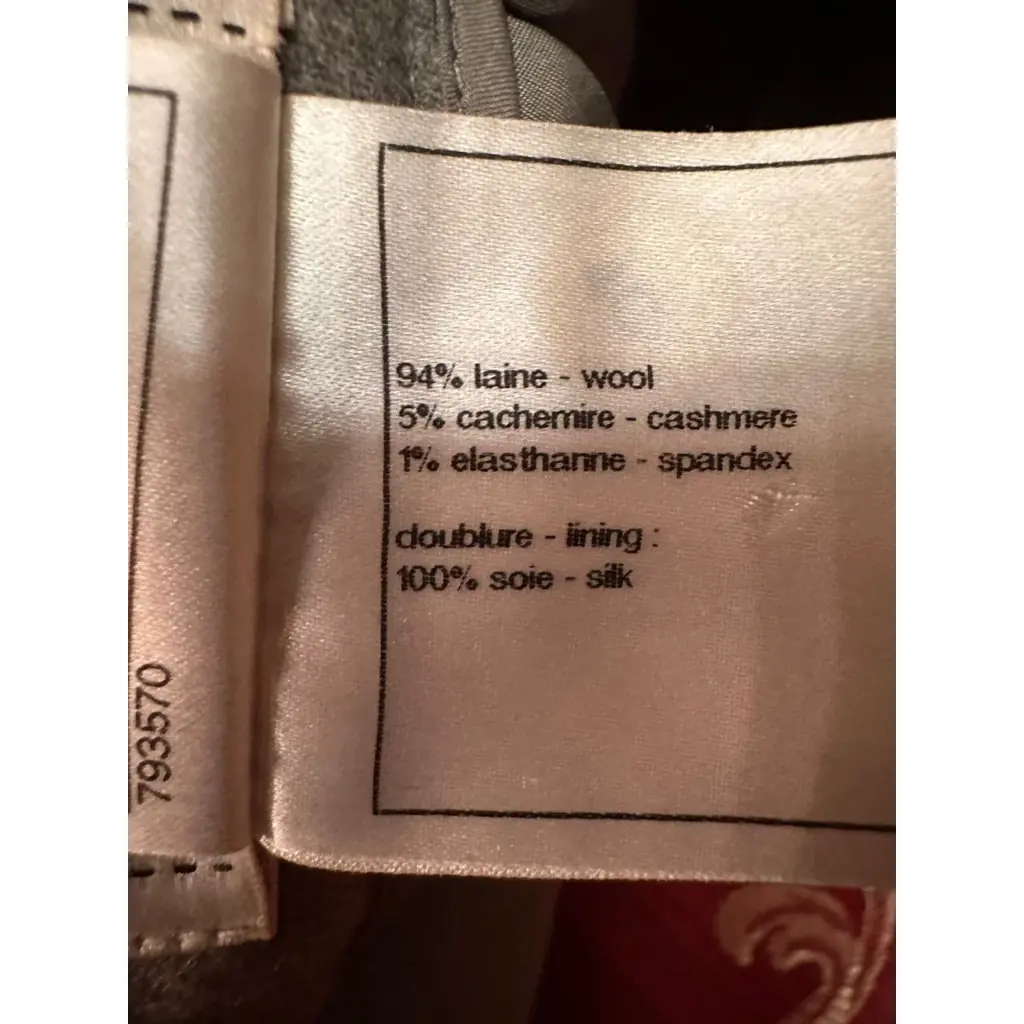 94% laine - wool
5% cachemire - cashmere
1% elasthanne - spandex
doublure - lining :
100% soie - silk
793570